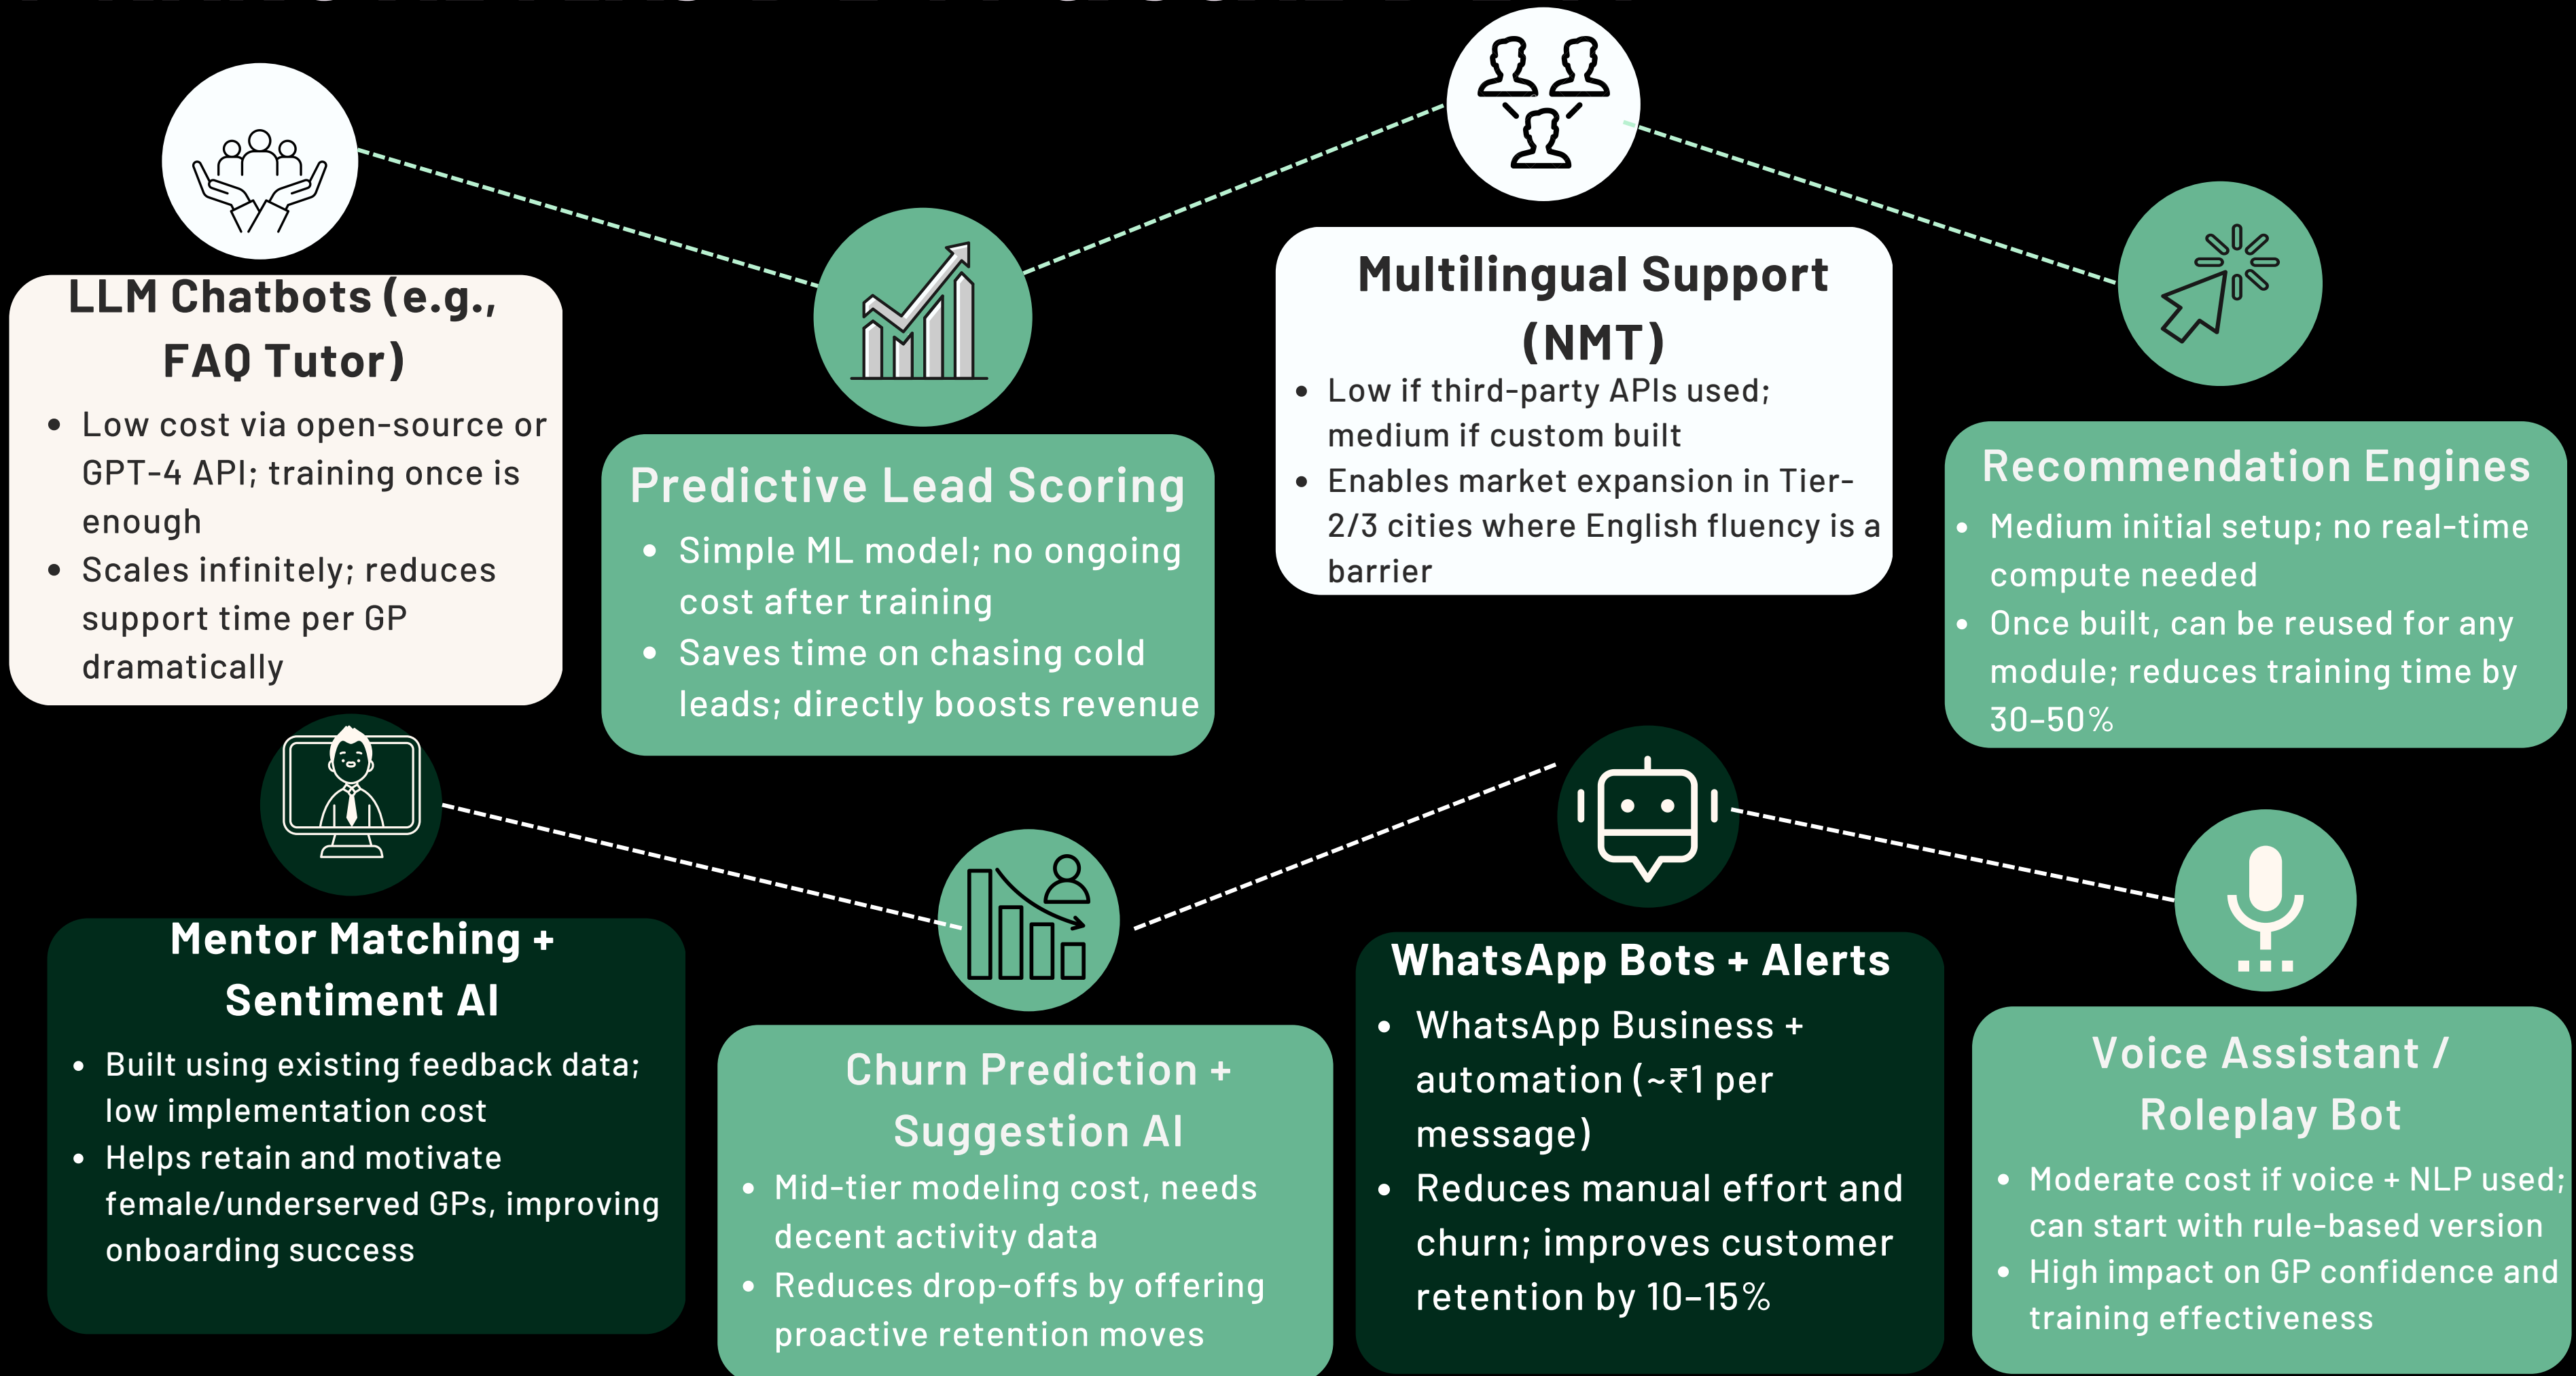 LLM Chatbots (e.g.,
FAQ Tutor)
• Low cost via open-source or
GPT-4 API; training once is
enough
• Scales infinitely; reduces
support time per GP
dramatically
Predictive Lead Scoring
• Simple ML model; no ongoing
cost after training
• Saves time on chasing cold
leads; directly boosts revenue
Multilingual Support
(NMT)
• Low if third-party APIs used;
medium if custom built
• Enables market expansion in Tier-
2/3 cities where English fluency is a
barrier
Recommendation Engines
• Medium initial setup; no real-time
compute needed
• Once built, can be reused for any
module; reduces training time by
30–50%
Mentor Matching +
Sentiment AI
• Built using existing feedback data;
low implementation cost
• Helps retain and motivate
female/underserved GPs, improving
onboarding success
Churn Prediction +
Suggestion AI
• Mid-tier modeling cost, needs
decent activity data
• Reduces drop-offs by offering
proactive retention moves
WhatsApp Bots + Alerts
• WhatsApp Business +
automation (~₹1 per
message)
• Reduces manual effort and
churn; improves customer
retention by 10–15%
Voice Assistant /
Roleplay Bot
• Moderate cost if voice + NLP used;
can start with rule-based version
• High impact on GP confidence and
training effectiveness